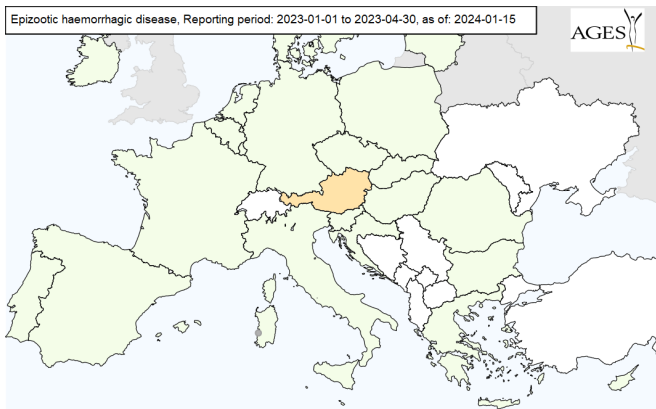 Epizootic haemorrhagic disease, Reporting period: 2023-01-01 to 2023-04-30, as of: 2024-01-15
AGES